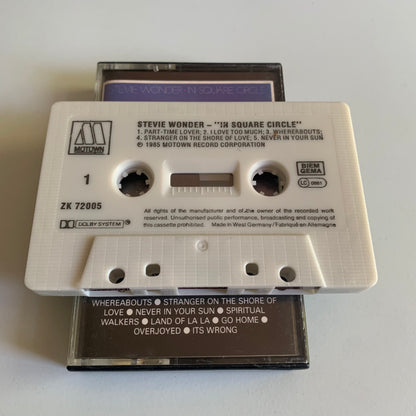 STEVIE WONDER IN SQUARE CIRCLE
STEVIE WONDER – "IN SQUARE CIRCLE"
1. PART-TIME LOVER; 2. I LOVE TOO MUCH; 3. WHEREABOUTS;
4. STRANGER ON THE SHORE OF LOVE; 5. NEVER IN YOUR SUN
℗ 1985 MOTOWN RECORD CORPORATION
MOTOWN
BIEM
GEMA
LC 0881
1
ZK 72005
DOLBY SYSTEM
All rights of the manufacturer and of the owner of the recorded work
reserved. Unauthorised public performance, broadcasting and copying of
this cassette prohibited. Made in West Germany / Fabriqué en Allemagne
WHEREABOUTS ● STRANGER ON THE SHORE OF
LOVE ● NEVER IN YOUR SUN ● SPIRITUAL
WALKERS ● LAND OF LA LA ● GO HOME ●
OVERJOYED ● ITS WRONG